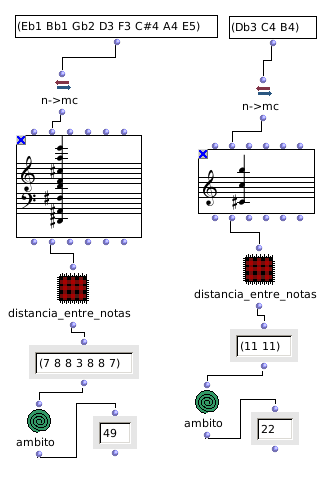 (Eb1 Bb1 Gb2 D3 F3 C#4 A4 E5)
n->mc
distancia_entre_notas
(7 8 8 3 8 8 7)
ambito
49
(Db3 C4 B4)
n->mc
distancia_entre_notas
(11 11)
ambito
22